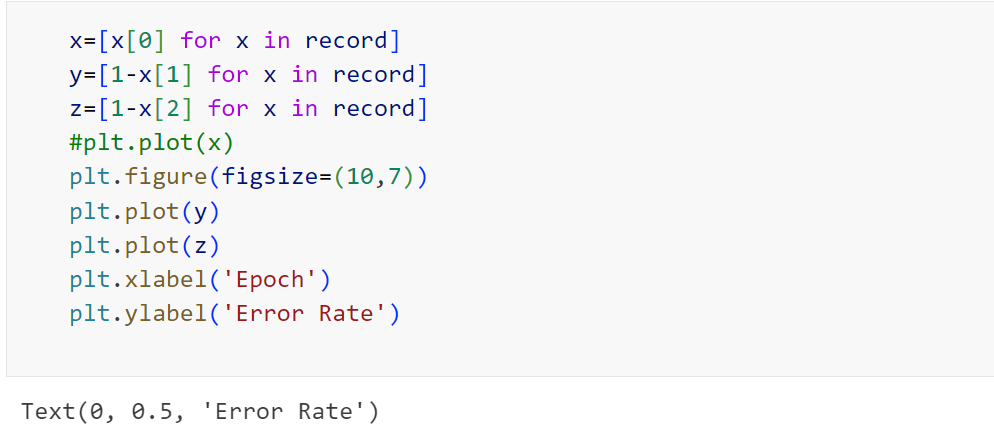 x=[x[0] for x in record]
y=[1-x[1] for x in record]
z=[1-x[2] for x in record]
#plt.plot(x)
plt.figure(figsize=(10,7))
plt.plot(y)
plt.plot(z)
plt.xlabel('Epoch')
plt.ylabel('Error Rate')
Text(0, 0.5, 'Error Rate')